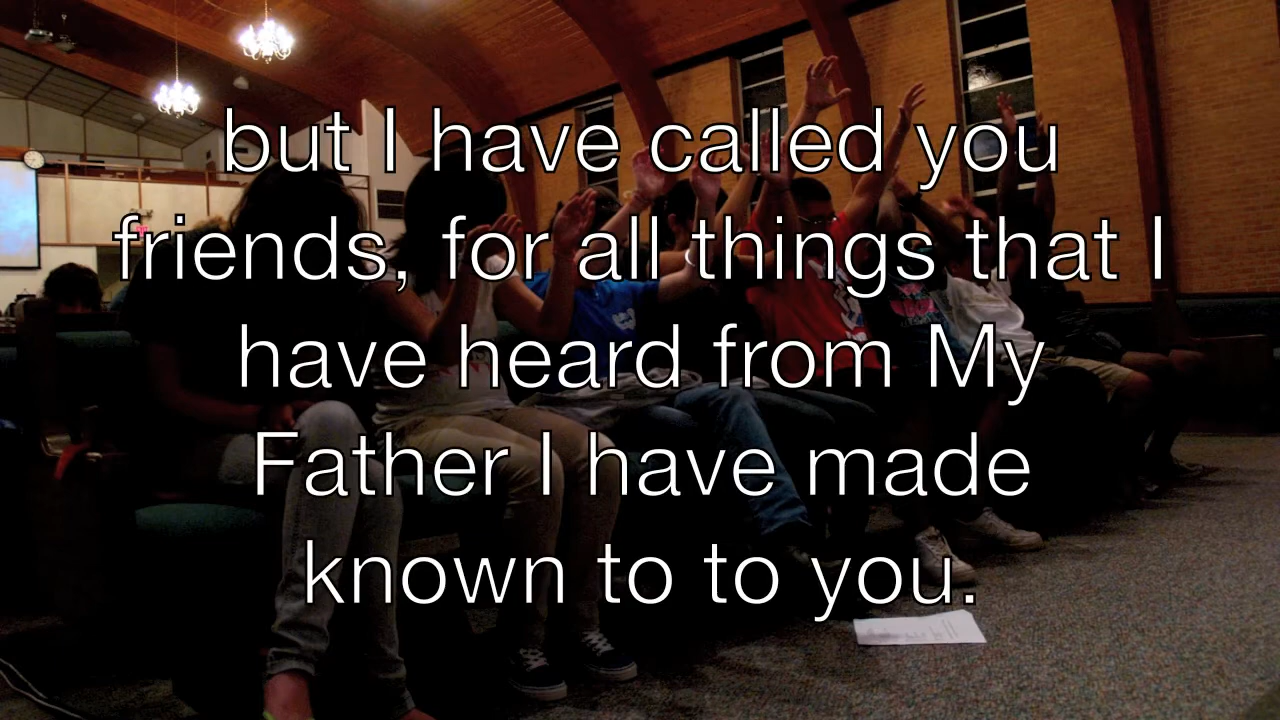 but I have called you
friends, for all things that I
have heard from My
Father I have made
known to to you.